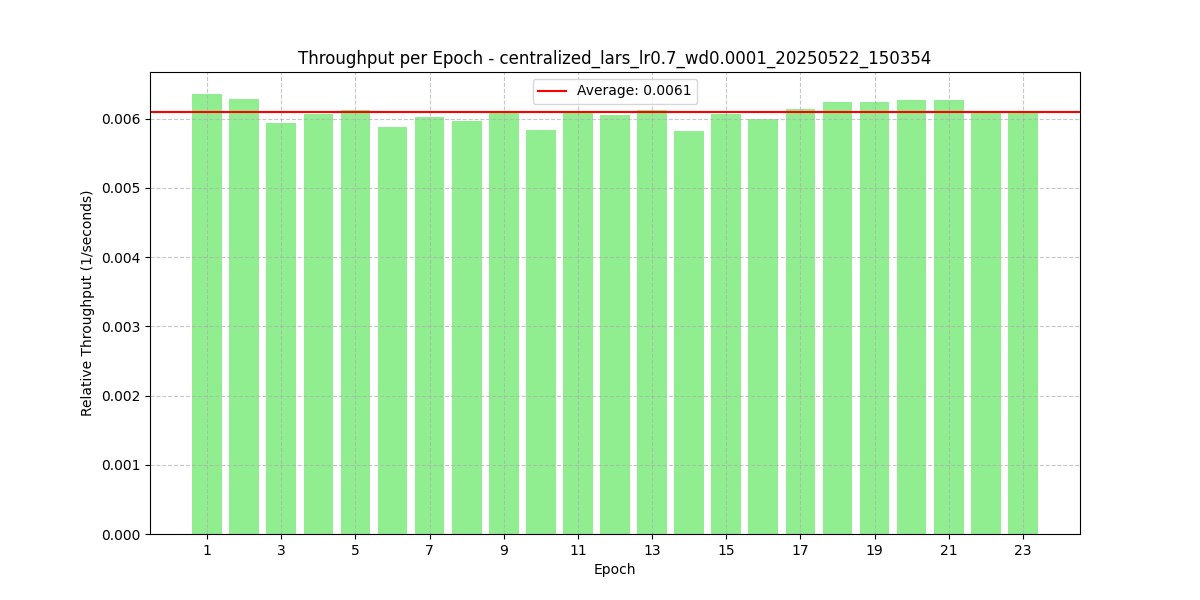 Throughput per Epoch - centralized_lars_lr0.7_wd0.0001_20250522_150354
Average: 0.0061
Relative Throughput (1/seconds)
0.006
0.005
0.004
0.003
0.002
0.001
0.000
1 3 5 7 9 11 13 15 17 19 21 23
Epoch